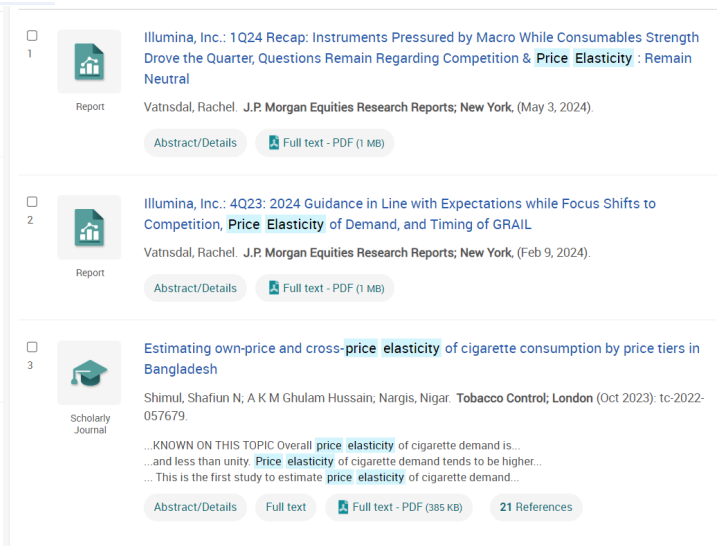 1
Illumina, Inc.: 1Q24 Recap: Instruments Pressured by Macro While Consumables Strength
Drove the Quarter, Questions Remain Regarding Competition & Price Elasticity : Remain
Neutral
Report
Vatnsdal, Rachel. J.P. Morgan Equities Research Reports; New York, (May 3, 2024).
Abstract/Details
Full text - PDF (1 MB)
2
Illumina, Inc.: 4Q23: 2024 Guidance in Line with Expectations while Focus Shifts to
Competition, Price Elasticity of Demand, and Timing of GRAIL
Report
Vatnsdal, Rachel. J.P. Morgan Equities Research Reports; New York, (Feb 9, 2024).
Abstract/Details
Full text - PDF (1 MB)
3
Estimating own-price and cross-price elasticity of cigarette consumption by price tiers in
Bangladesh
Scholarly
Journal
Shimul, Shafiun N; A K M Ghulam Hussain; Nargis, Nigar. Tobacco Control; London (Oct 2023): tc-2022-
057679.
...KNOWN ON THIS TOPIC Overall price elasticity of cigarette demand is...
...and less than unity. Price elasticity of cigarette demand tends to be higher...
... This is the first study to estimate price elasticity of cigarette demand...
Abstract/Details
Full text
Full text - PDF (385 KB)
21 References